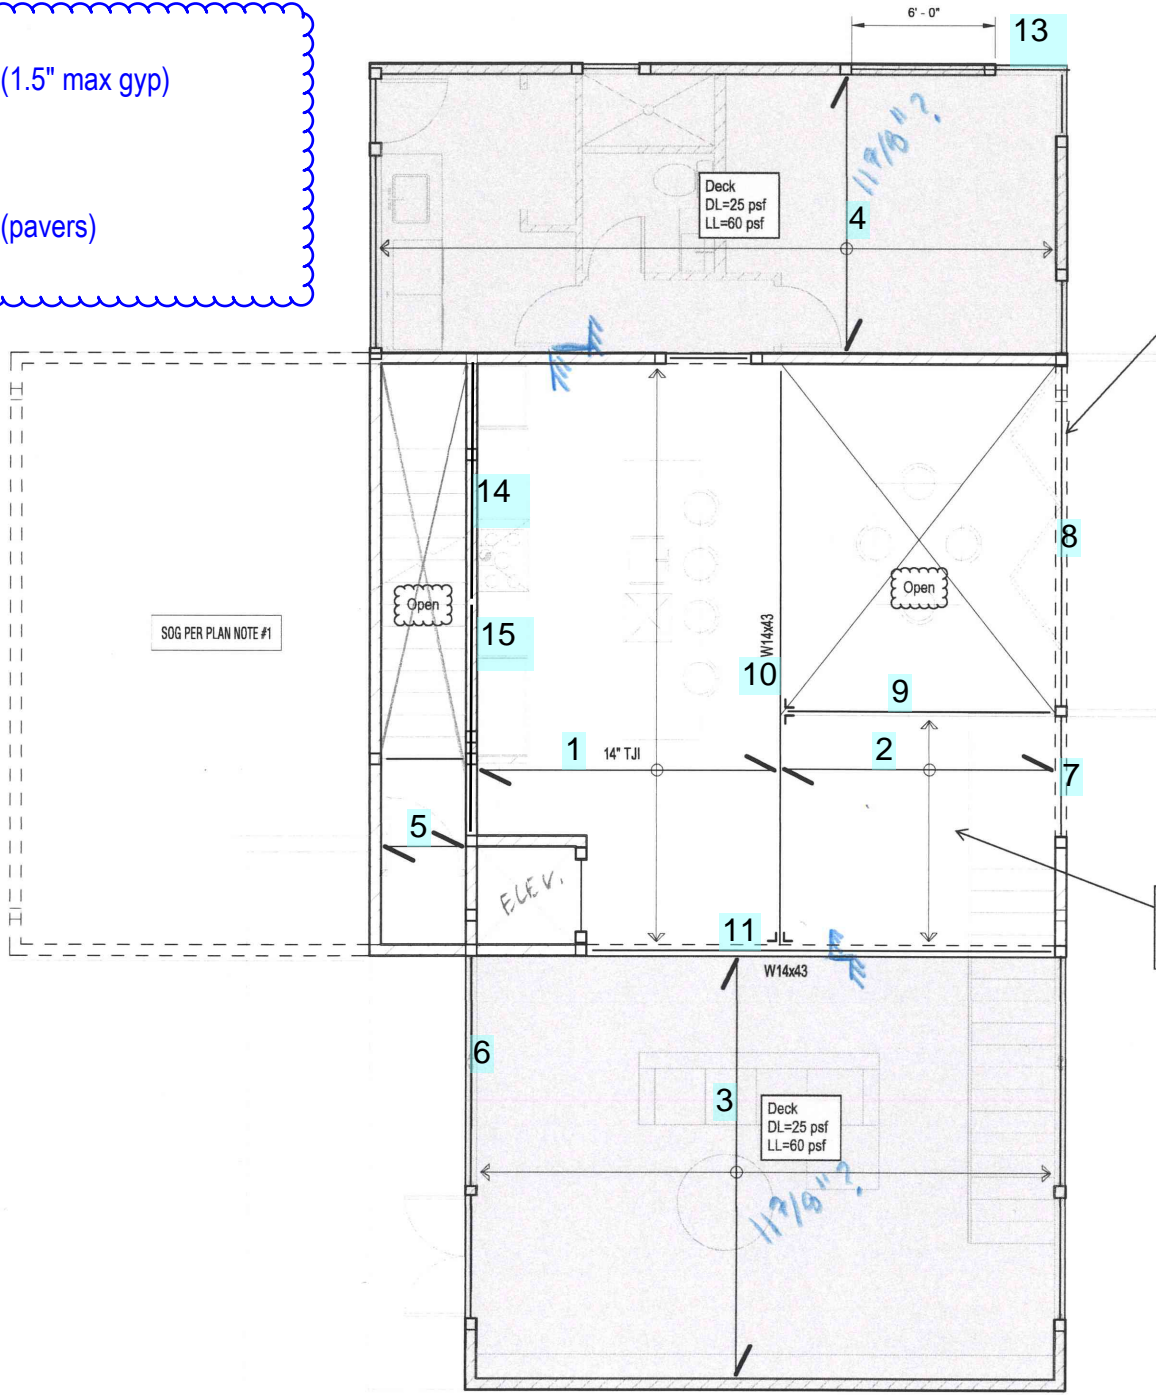 6' - 0"
13
(1.5" max gyp)
(pavers)
11 7/8" ?
Deck
DL=25 psf
LL=60 psf
4
14
8
Open
Open
SOG PER PLAN NOTE #1
15
W14x43
10
9
1
14" TJI
2
7
5
ELEV.
11
W14x43
6
3
Deck
DL=25 psf
LL=60 psf
11 7/8" ?